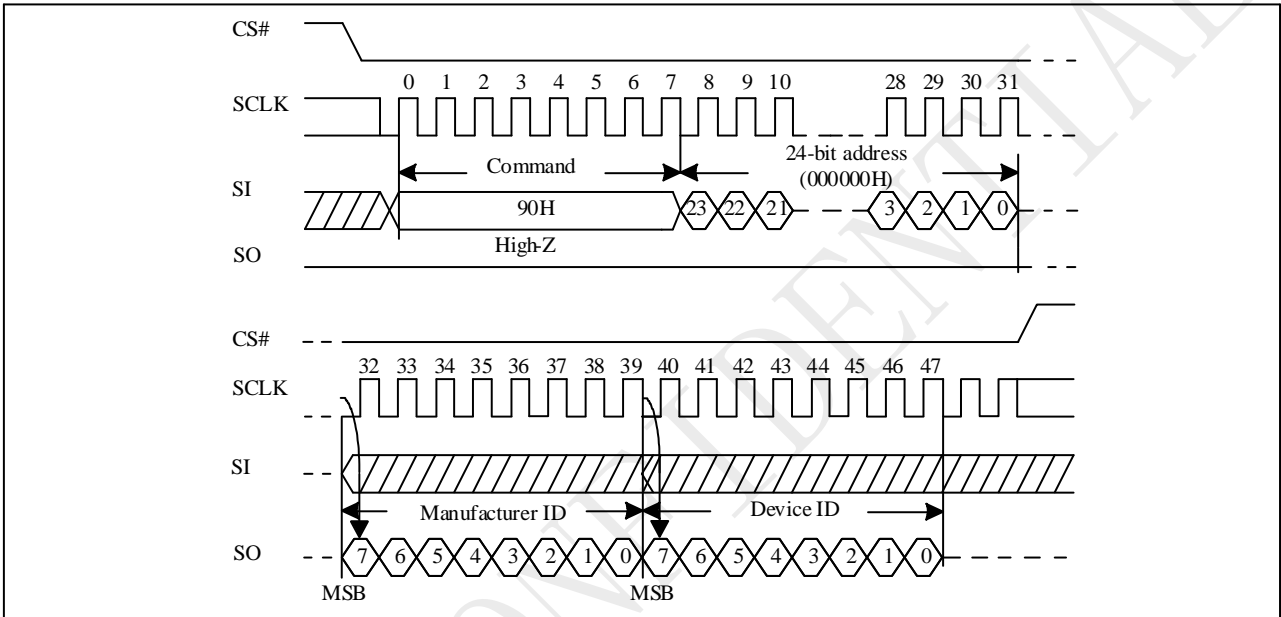 CS#
0 1 2 3 4 5 6 7 8 9 10 28 29 30 31
SCLK
Command
24-bit address
(000000H)
SI
90H
23 22 21 3 2 1 0
High-Z
SO
CS#
32 33 34 35 36 37 38 39 40 41 42 43 44 45 46 47
SCLK
SI
Manufacturer ID
Device ID
SO
7 6 5 4 3 2 1 0 7 6 5 4 3 2 1 0
MSB MSB
CONFIDENTIAL